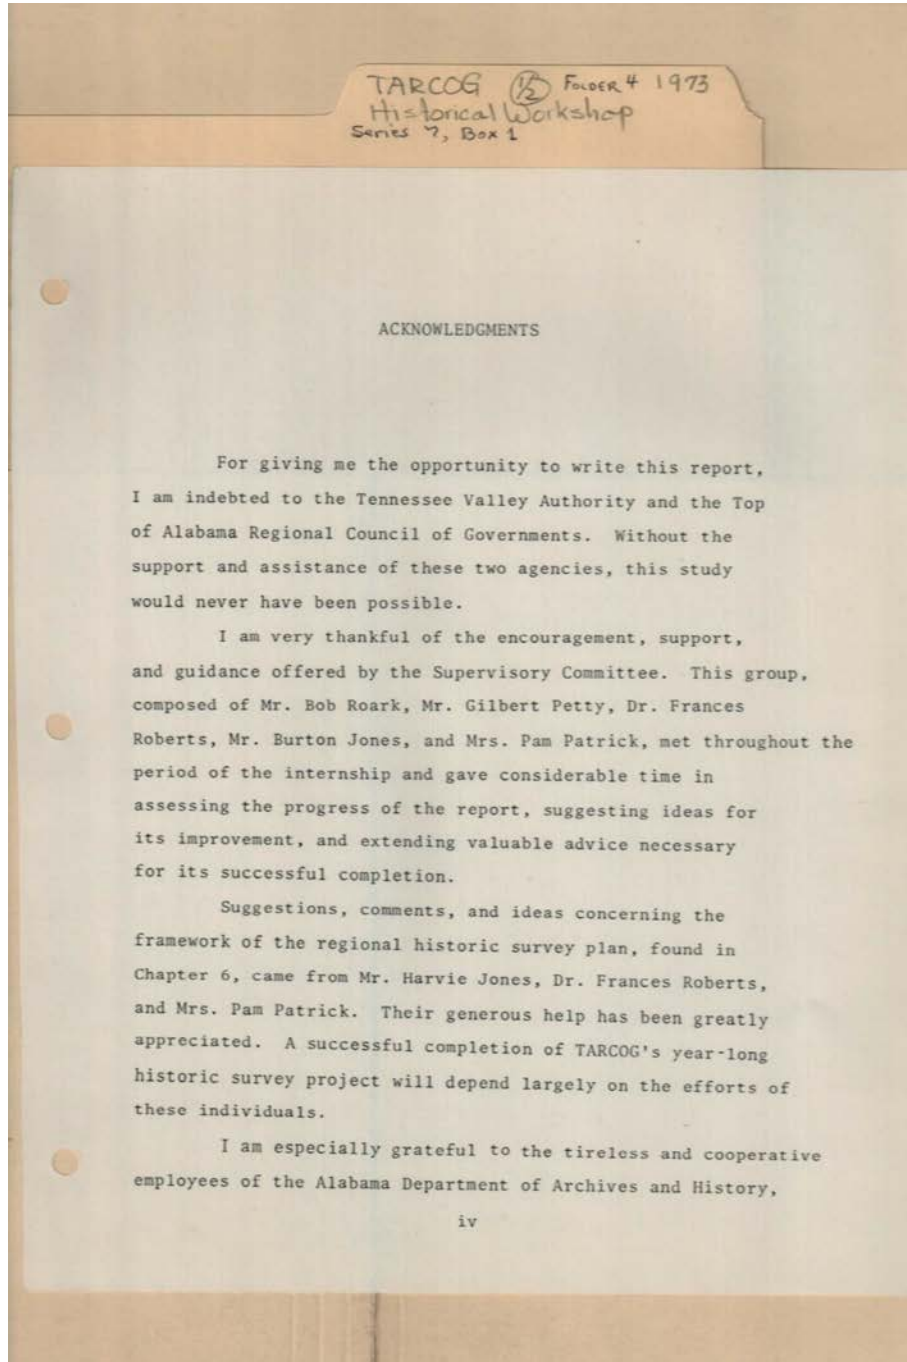 TARCOG 1/2 FOLDER 4 1973
Historical Workshop
Series 7, Box 1
ACKNOWLEDGMENTS
For giving me the opportunity to write this report,
I am indebted to the Tennessee Valley Authority and the Top
of Alabama Regional Council of Governments. Without the
support and assistance of these two agencies, this study
would never have been possible.
I am very thankful of the encouragement, support,
and guidance offered by the Supervisory Committee. This group,
composed of Mr. Bob Roark, Mr. Gilbert Petty, Dr. Frances
Roberts, Mr. Burton Jones, and Mrs. Pam Patrick, met throughout the
period of the internship and gave considerable time in
assessing the progress of the report, suggesting ideas for
its improvement, and extending valuable advice necessary
for its successful completion.
Suggestions, comments, and ideas concerning the
framework of the regional historic survey plan, found in
Chapter 6, came from Mr. Harvie Jones, Dr. Frances Roberts,
and Mrs. Pam Patrick. Their generous help has been greatly
appreciated. A successful completion of TARCOG's year-long
historic survey project will depend largely on the efforts of
these individuals.
I am especially grateful to the tireless and cooperative
employees of the Alabama Department of Archives and History,
iv